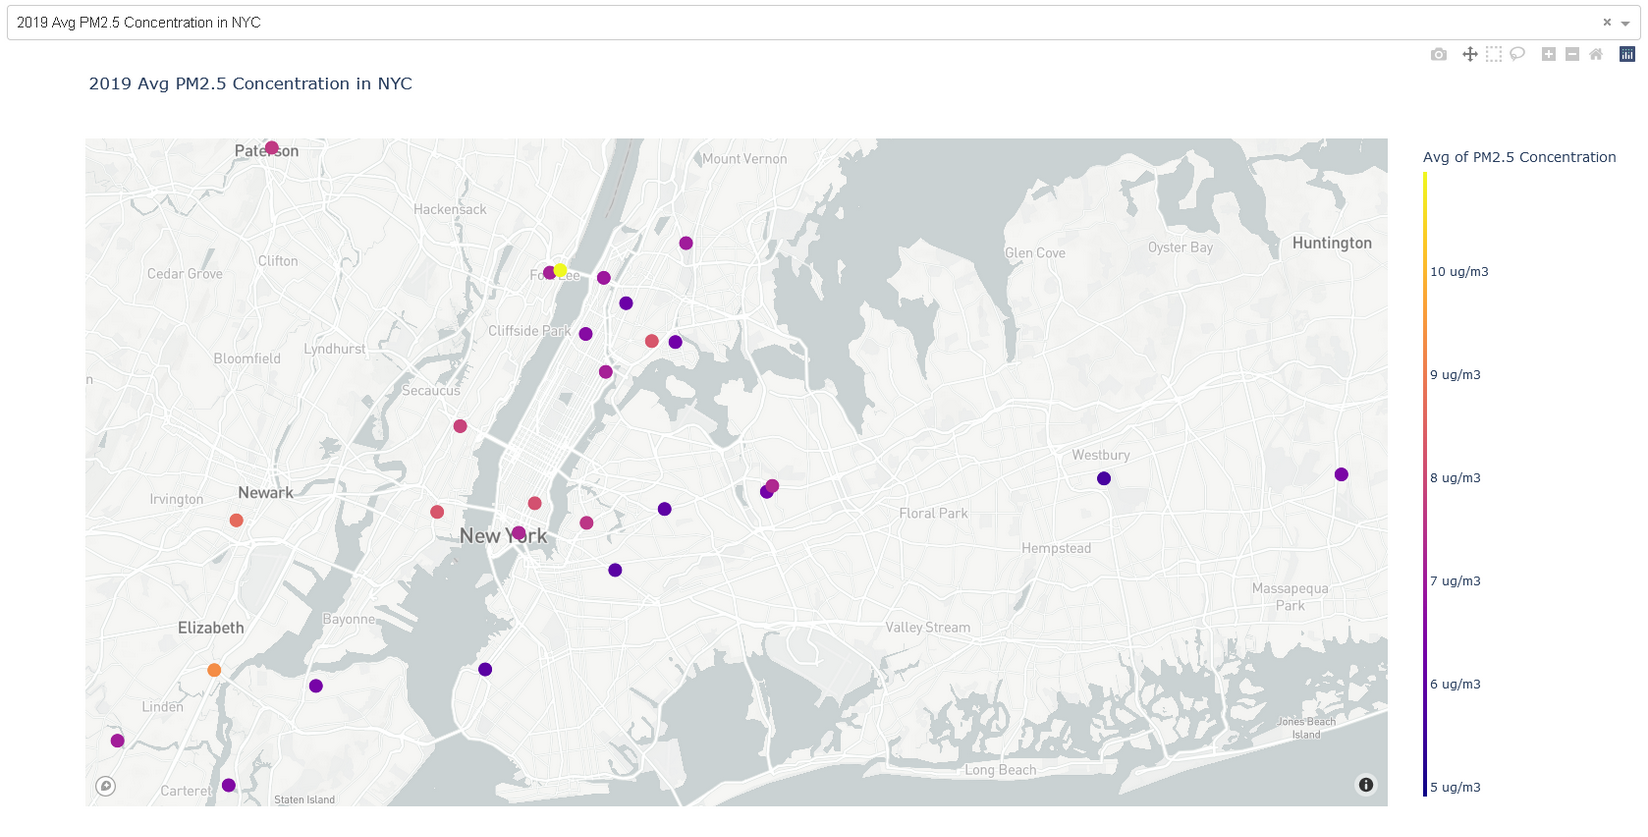 2019 Avg PM2.5 Concentration in NYC
2019 Avg PM2.5 Concentration in NYC
Avg of PM2.5 Concentration
10 ug/m3
9 ug/m3
8 ug/m3
7 ug/m3
6 ug/m3
5 ug/m3
Paterson
Mount Vernon
Hackensack
Glen Cove
Oyster Bay
Huntington
Clifton
Cedar Grove
Fort Lee
Cliffside Park
Lyndhurst
Bloomfield
n
Secaucus
Westbury
Newark
Irvington
Floral Park
New York
Hempstead
Massapequa
Park
Bayonne
Elizabeth
Valley Stream
Linden
Jones Beach
Island
Long Beach
Carteret
Staten Island